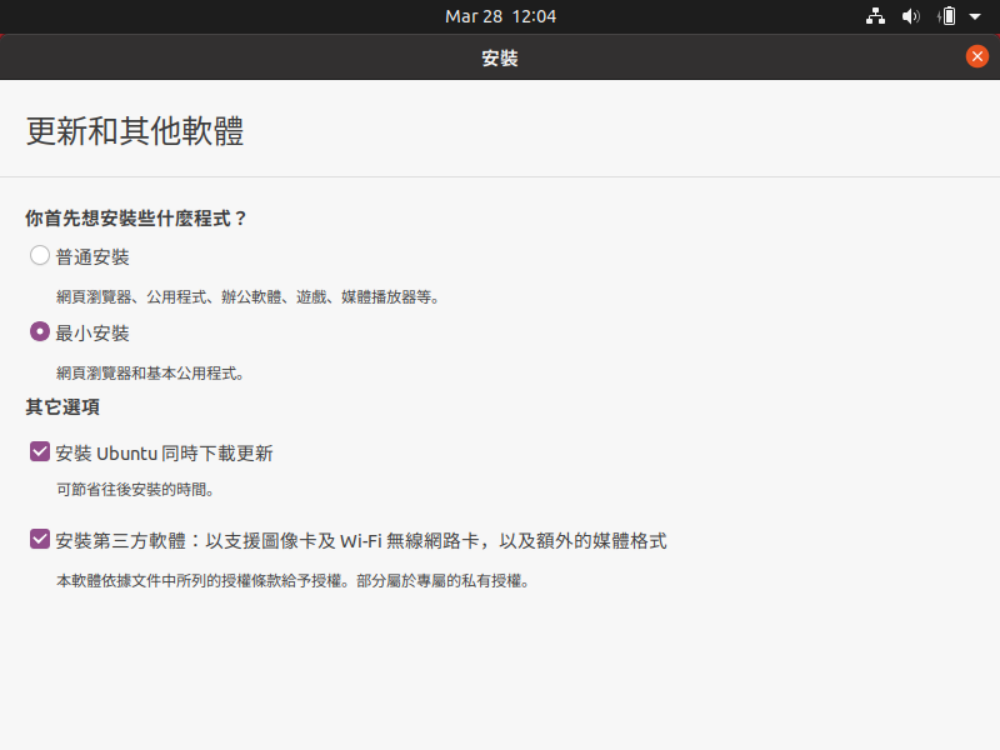 Mar 28 12:04
安裝
更新和其他軟體
你首先想安裝些什麼程式？
普通安裝
網頁瀏覽器、公用程式、辦公軟體、遊戲、媒體播放器等。
最小安裝
網頁瀏覽器和基本公用程式。
其它選項
安裝 Ubuntu 同時下載更新
可節省往後安裝的時間。
安裝第三方軟體：以支援圖像卡及 Wi-Fi 無線網路卡，以及額外的媒體格式
本軟體依據文件中所列的授權條款給予授權。部分屬於專屬的私有授權。